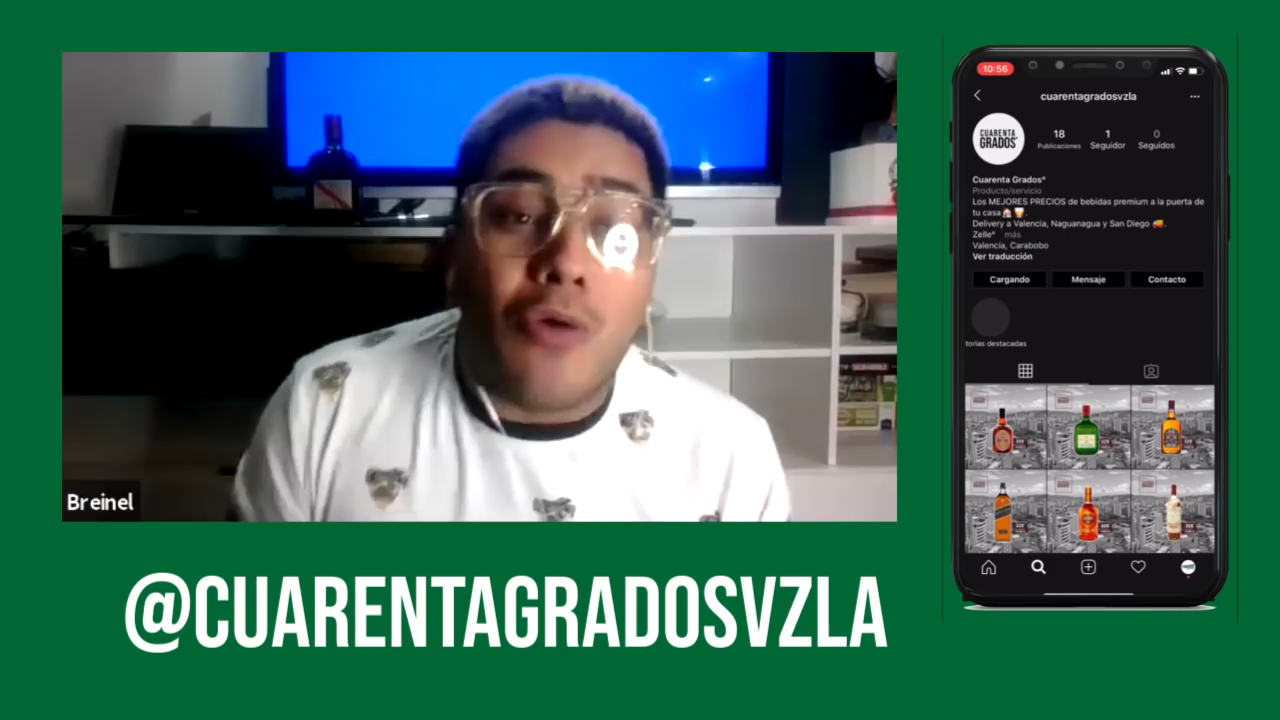 Breinel
@CUARENTAGRADOSVZLA
10:56
cuarentagradosvzla
CUARENTA
GRADOS°
18
Publicaciones
1
Seguidor
0
Seguidos
Cuarenta Grados°
Producto/servicio
Los MEJORES PRECIOS de bebidas premium a la puerta de
tu casa🏠🥃.
Delivery a Valencia, Naguanagua y San Diego 🚚.
Zelle° más
Valencia, Carabobo
Ver traducción
Cargando
Mensaje
Contacto
torias destacadas